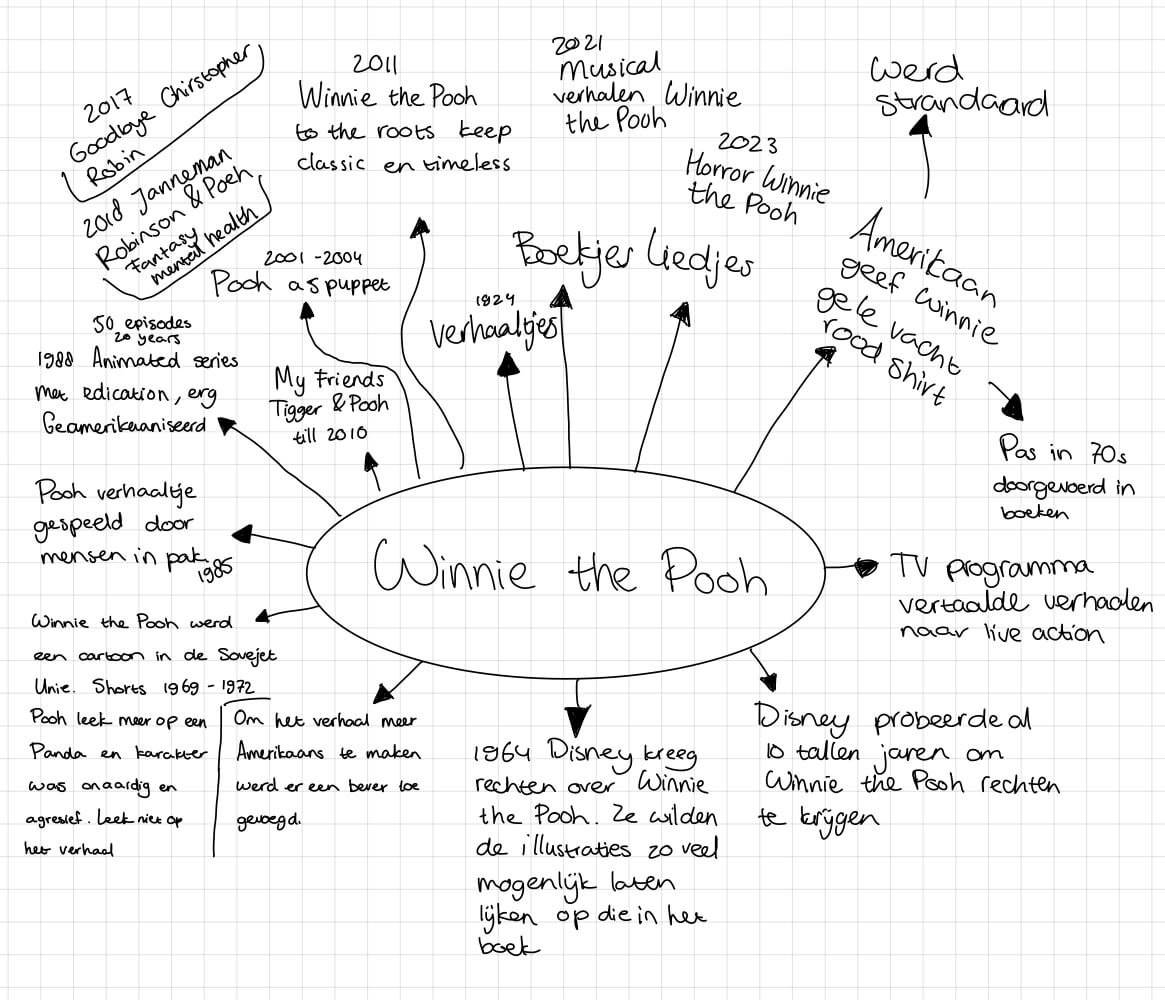 2017
Goodbye Chirstopher
Robin
2018 Janneman
Robinson & Poeh
Fantasy
mental health
2011
Winnie the Pooh
to the roots keep
classic en timeless
2021
Musical
verhalen Winnie
the Pooh
2023
Horror Winnie
the Pooh
Werd
strandaard
Amerikaan
geef Winnie
gele vacht
rood shirt
Pas in 70s
doorgevoerd in
boeken
2001 - 2004
Pooh as puppet
1924
verhaaltjes
Boekjes
Liedjes
50 episodes
20 years
1988 Animated series
met edication, erg
Geamerikaaniseerd
My Friends
Tigger & Pooh
till 2010
Pooh verhaaltje
gespeeld door
mensen in pak
1985
Winnie the Pooh
TV programma
vertaalde verhaalen
naar live action
Winnie the Pooh werd
een cartoon in de Sovejet
Unie. Shorts 1969 - 1972
Pooh leek meer op een
Panda en karakter
was onaardig en
agresief. Leek niet op
het verhaal
Om het verhaal meer
Amerikaans te maken
werd er een bever toe
gevoegd.
1964 Disney kreeg
rechten over Winnie
the Pooh. Ze wilden
de illustraties zo veel
mogenlijk laten
lijken op die in het
boek
Disney probeerde al
10 tallen jaren om
Winnie the Pooh rechten
te krijgen